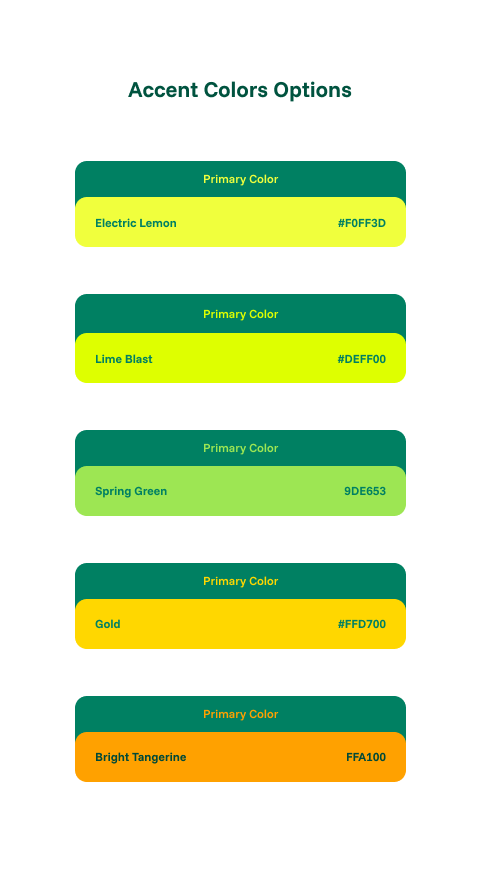 Accent Colors Options
Primary Color
Electric Lemon #F0FF3D
Primary Color
Lime Blast #DEFF00
Primary Color
Spring Green 9DE653
Primary Color
Gold #FFD700
Primary Color
Bright Tangerine FFA100